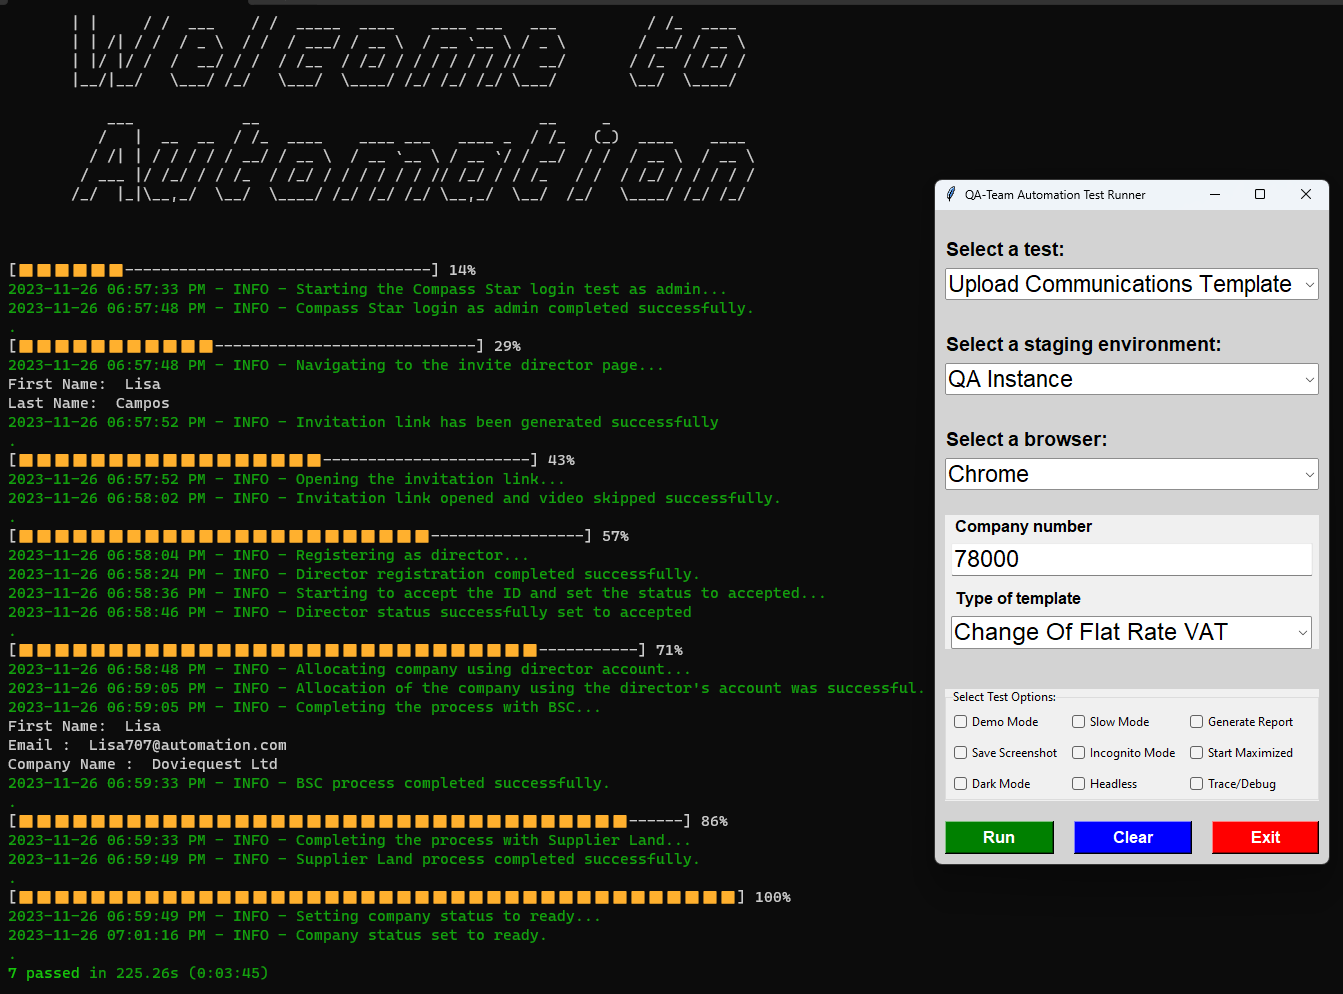 Welcome to
Automation
[🟧🟧🟧🟧🟧🟧----------------------------------] 14%
2023-11-26 06:57:33 PM - INFO - Starting the Compass Star login test as admin...
2023-11-26 06:57:48 PM - INFO - Compass Star login as admin completed successfully.
.
[🟧🟧🟧🟧🟧🟧🟧🟧🟧🟧🟧-----------------------------] 29%
2023-11-26 06:57:48 PM - INFO - Navigating to the invite director page...
First Name:  Lisa
Last Name:  Campos
2023-11-26 06:57:52 PM - INFO - Invitation link has been generated successfully
.
[🟧🟧🟧🟧🟧🟧🟧🟧🟧🟧🟧🟧🟧🟧🟧🟧🟧-----------------------] 43%
2023-11-26 06:57:52 PM - INFO - Opening the invitation link...
2023-11-26 06:58:02 PM - INFO - Invitation link opened and video skipped successfully.
.
[🟧🟧🟧🟧🟧🟧🟧🟧🟧🟧🟧🟧🟧🟧🟧🟧🟧🟧🟧🟧🟧🟧🟧-----------------] 57%
2023-11-26 06:58:04 PM - INFO - Registering as director...
2023-11-26 06:58:24 PM - INFO - Director registration completed successfully.
2023-11-26 06:58:36 PM - INFO - Starting to accept the ID and set the status to accepted...
2023-11-26 06:58:46 PM - INFO - Director status successfully set to accepted
.
[🟧🟧🟧🟧🟧🟧🟧🟧🟧🟧🟧🟧🟧🟧🟧🟧🟧🟧🟧🟧🟧🟧🟧🟧🟧🟧🟧🟧🟧-----------] 71%
2023-11-26 06:58:48 PM - INFO - Allocating company using director account...
2023-11-26 06:59:05 PM - INFO - Allocation of the company using the director's account was successful.
2023-11-26 06:59:05 PM - INFO - Completing the process with BSC...
First Name:  Lisa
Email :  Lisa707@automation.com
Company Name :  Doviequest Ltd
2023-11-26 06:59:33 PM - INFO - BSC process completed successfully.
.
[🟧🟧🟧🟧🟧🟧🟧🟧🟧🟧🟧🟧🟧🟧🟧🟧🟧🟧🟧🟧🟧🟧🟧🟧🟧🟧🟧🟧🟧🟧🟧🟧🟧🟧------] 86%
2023-11-26 06:59:33 PM - INFO - Completing the process with Supplier Land...
2023-11-26 06:59:49 PM - INFO - Supplier Land process completed successfully.
.
[🟧🟧🟧🟧🟧🟧🟧🟧🟧🟧🟧🟧🟧🟧🟧🟧🟧🟧🟧🟧🟧🟧🟧🟧🟧🟧🟧🟧🟧🟧🟧🟧🟧🟧🟧🟧🟧🟧🟧🟧] 100%
2023-11-26 06:59:49 PM - INFO - Setting company status to ready...
2023-11-26 07:01:16 PM - INFO - Company status set to ready.
.
7 passed in 225.26s (0:03:45)
QA-Team Automation Test Runner
Select a test:
Upload Communications Template
Select a staging environment:
QA Instance
Select a browser:
Chrome
Company number
78000
Type of template
Change Of Flat Rate VAT
Select Test Options:
Demo Mode Slow Mode Generate Report
Save Screenshot Incognito Mode Start Maximized
Dark Mode Headless Trace/Debug
Run Clear Exit